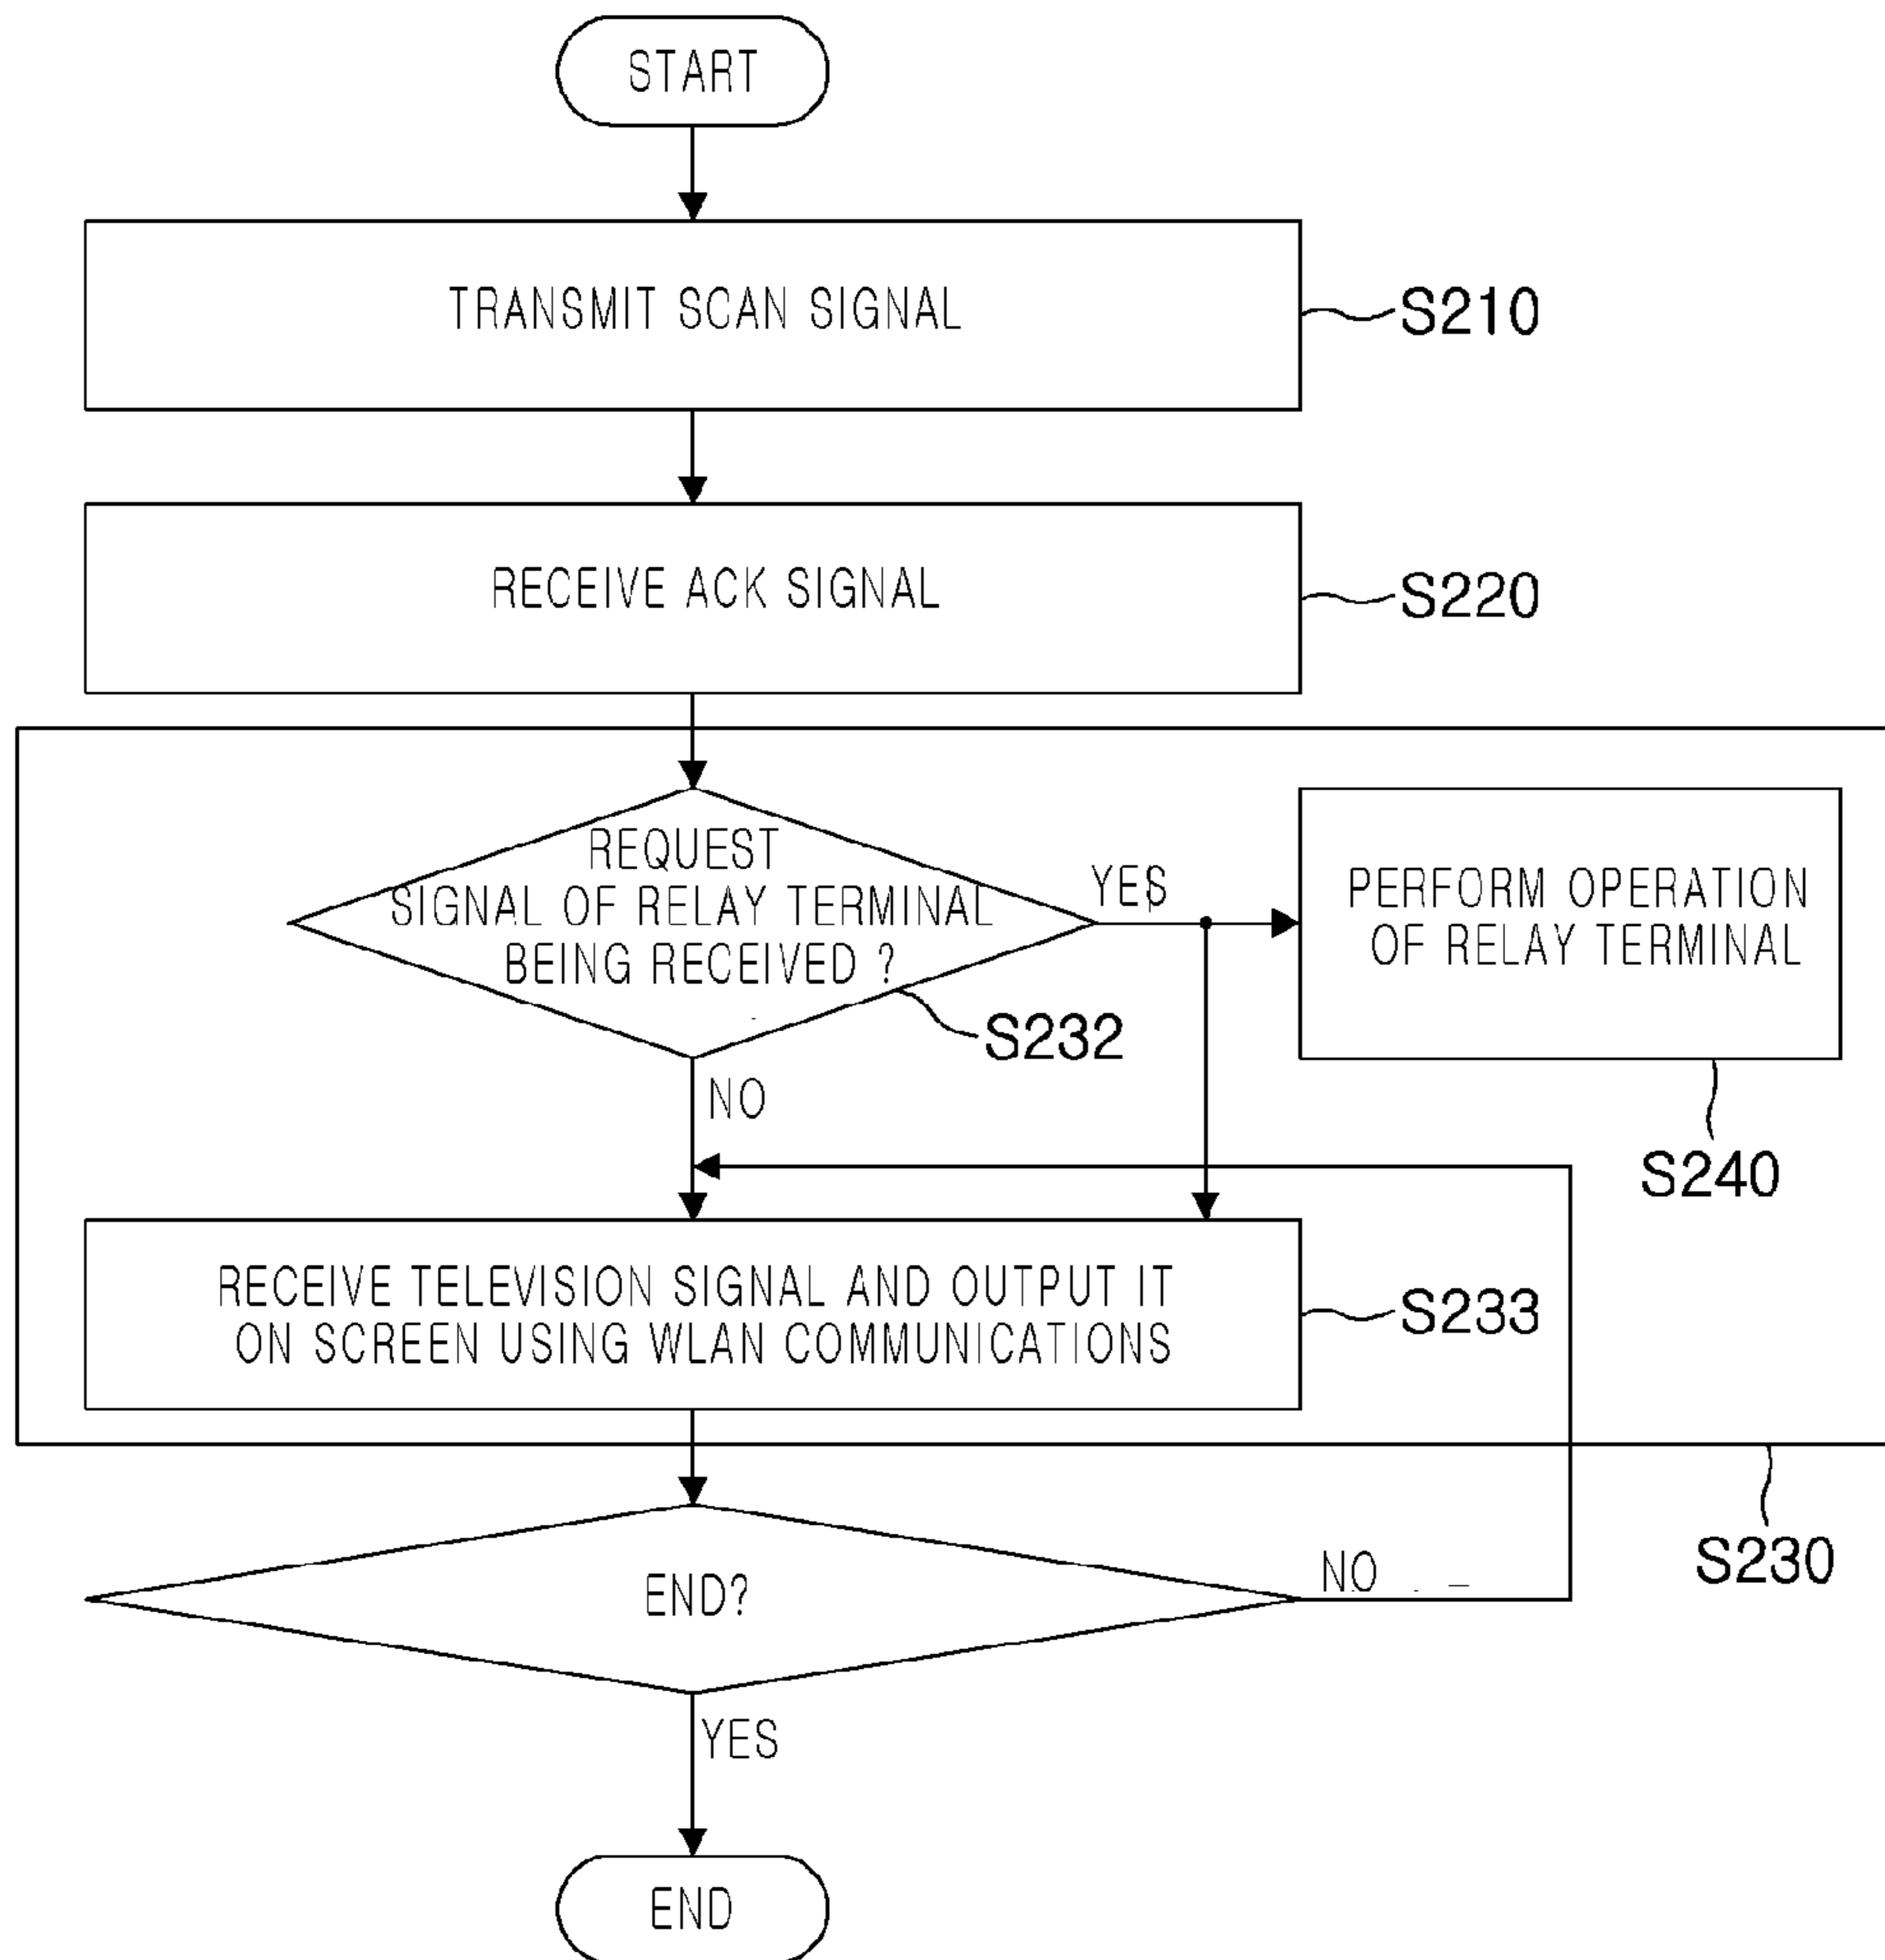 START
TRANSMIT SCAN SIGNAL
S210
RECEIVE ACK SIGNAL
S220
REQUEST
SIGNAL OF RELAY TERMINAL
BEING RECEIVED ?
YES
S232
PERFORM OPERATION
OF RELAY TERMINAL
S240
NO
RECEIVE TELEVISION SIGNAL AND OUTPUT IT
ON SCREEN USING WLAN COMMUNICATIONS
S233
S230
END?
NO
YES
END